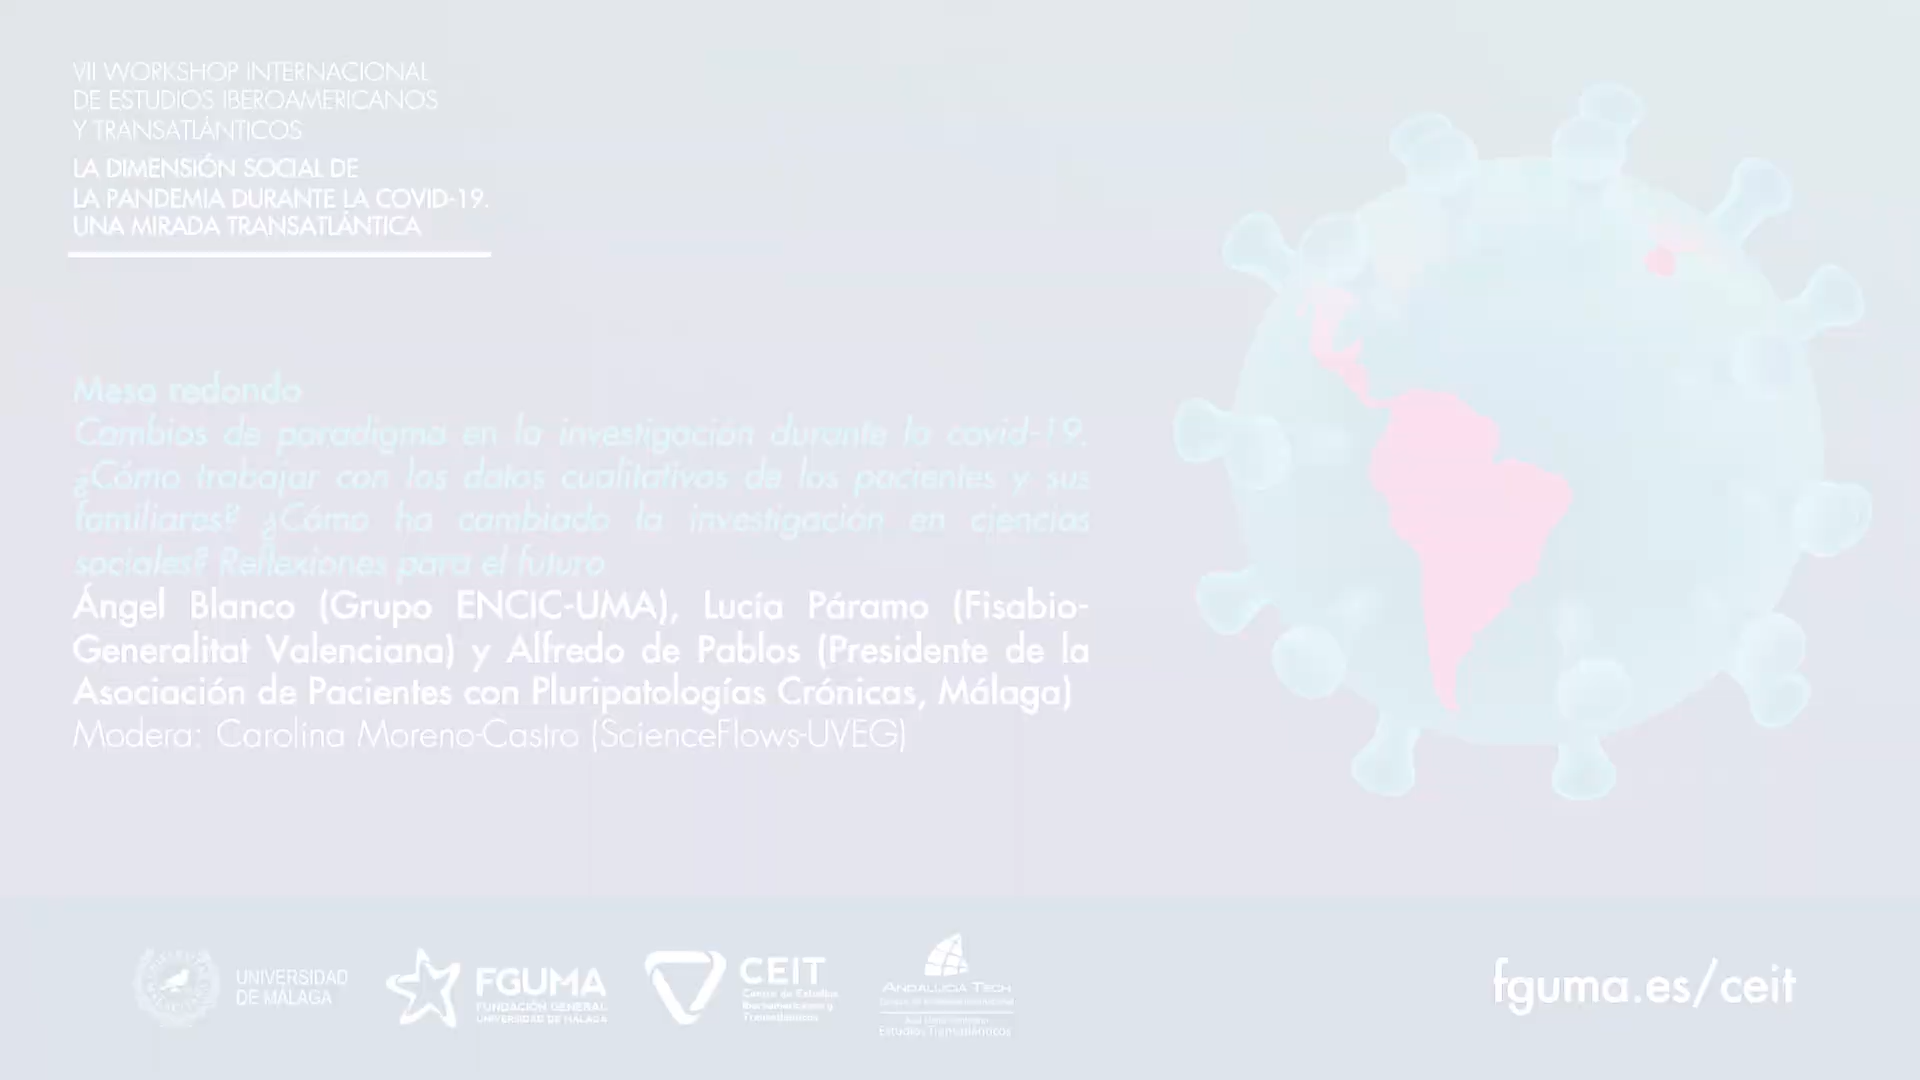 VII WORKSHOP INTERNACIONAL
DE ESTUDIOS IBEROAMERICANOS
Y TRANSATLÁNTICOS
LA DIMENSIÓN SOCIAL DE
LA PANDEMIA DURANTE LA COVID-19.
UNA MIRADA TRANSATLÁNTICA
Mesa redonda
Cambios de paradigma en la investigación durante la covid-19.
¿Cómo trabajar con los datos cualitativos de los pacientes y sus
familiares? ¿Cómo ha cambiado la investigación en ciencias
sociales? Reflexiones para el futuro
Ángel Blanco (Grupo ENCIC-UMA), Lucía Páramo (Fisabio-
Generalitat Valenciana) y Alfredo de Pablos (Presidente de la
Asociación de Pacientes con Pluripatologías Crónicas, Málaga)
Modera: Carolina Moreno-Castro (ScienceFlows-UVEG)
UNIVERSIDAD
DE MÁLAGA
FGUMA
FUNDACIÓN GENERAL
UNIVERSIDAD DE MÁLAGA
CEIT
Centro de Estudios
Iberoamericanos y
Transatlánticos
ANDALUCÍA TECH
Estudios Transatlánticos
fguma.es/ceit